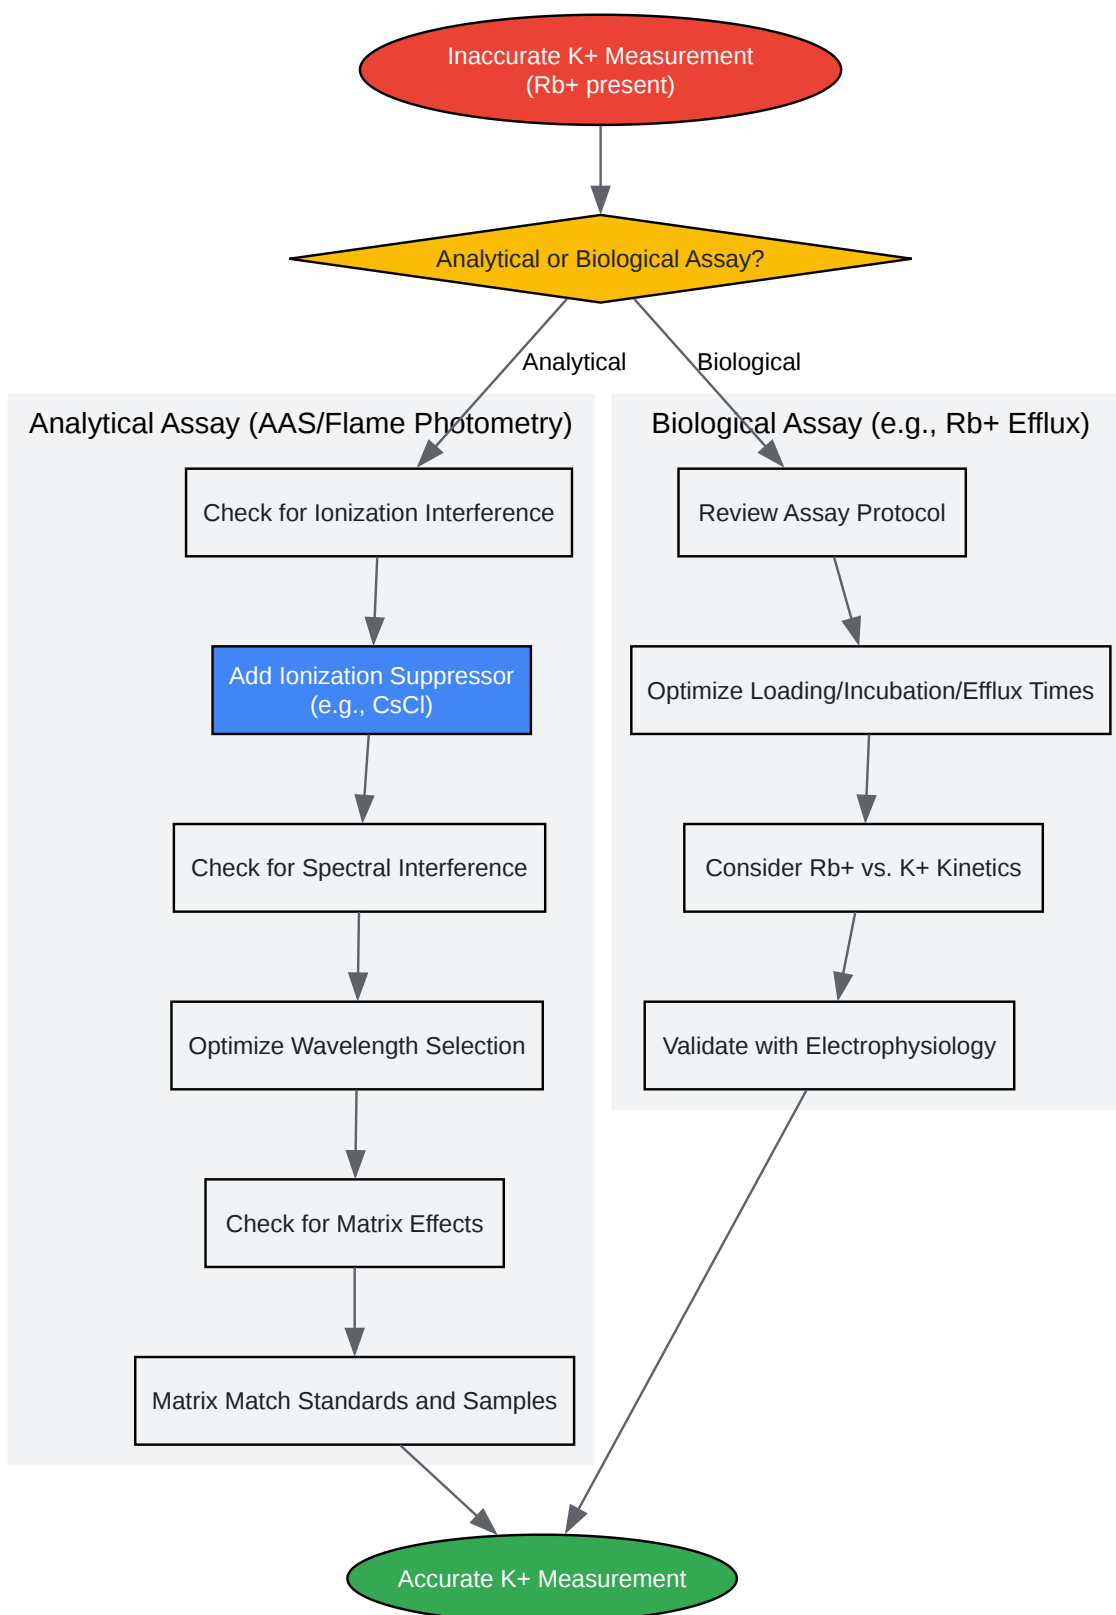 Inaccurate K+ Measurement
(Rb+ present)
Analytical or Biological Assay?
Analytical
Biological
Analytical Assay (AAS/Flame Photometry)
Check for Ionization Interference
Add Ionization Suppressor
(e.g., CsCl)
Check for Spectral Interference
Optimize Wavelength Selection
Check for Matrix Effects
Matrix Match Standards and Samples
Biological Assay (e.g., Rb+ Efflux)
Review Assay Protocol
Optimize Loading/Incubation/Efflux Times
Consider Rb+ vs. K+ Kinetics
Validate with Electrophysiology
Accurate K+ Measurement